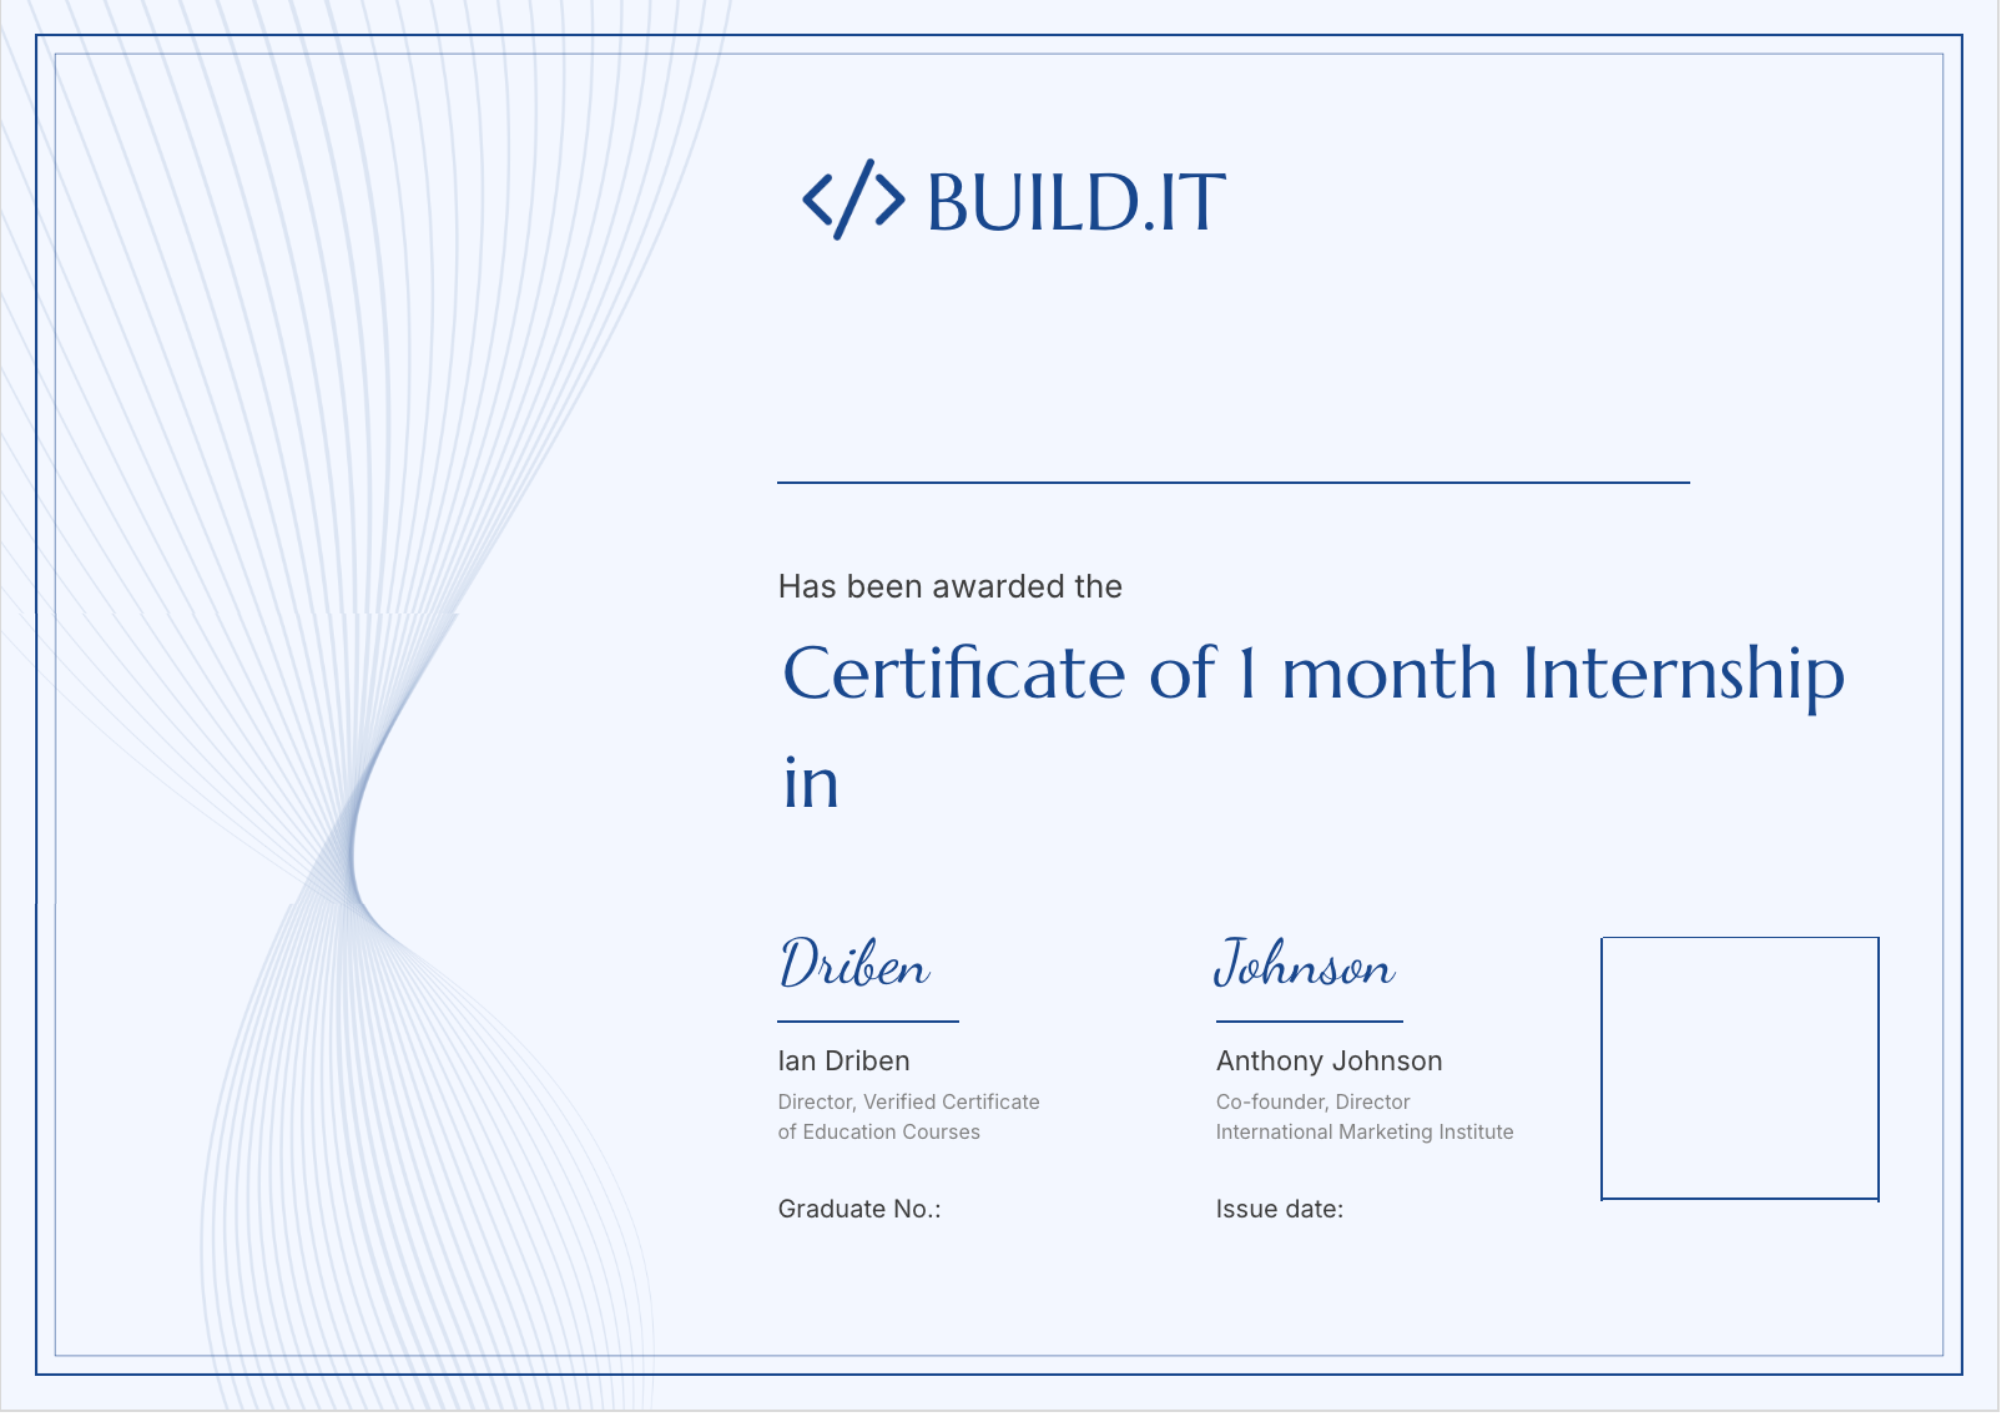 </> BUILD.IT
Has been awarded the
Certificate of 1 month Internship
in
Driben
Johnson
Ian Driben
Anthony Johnson
Director, Verified Certificate
of Education Courses
Co-founder, Director
International Marketing Institute
Graduate No.:
Issue date: